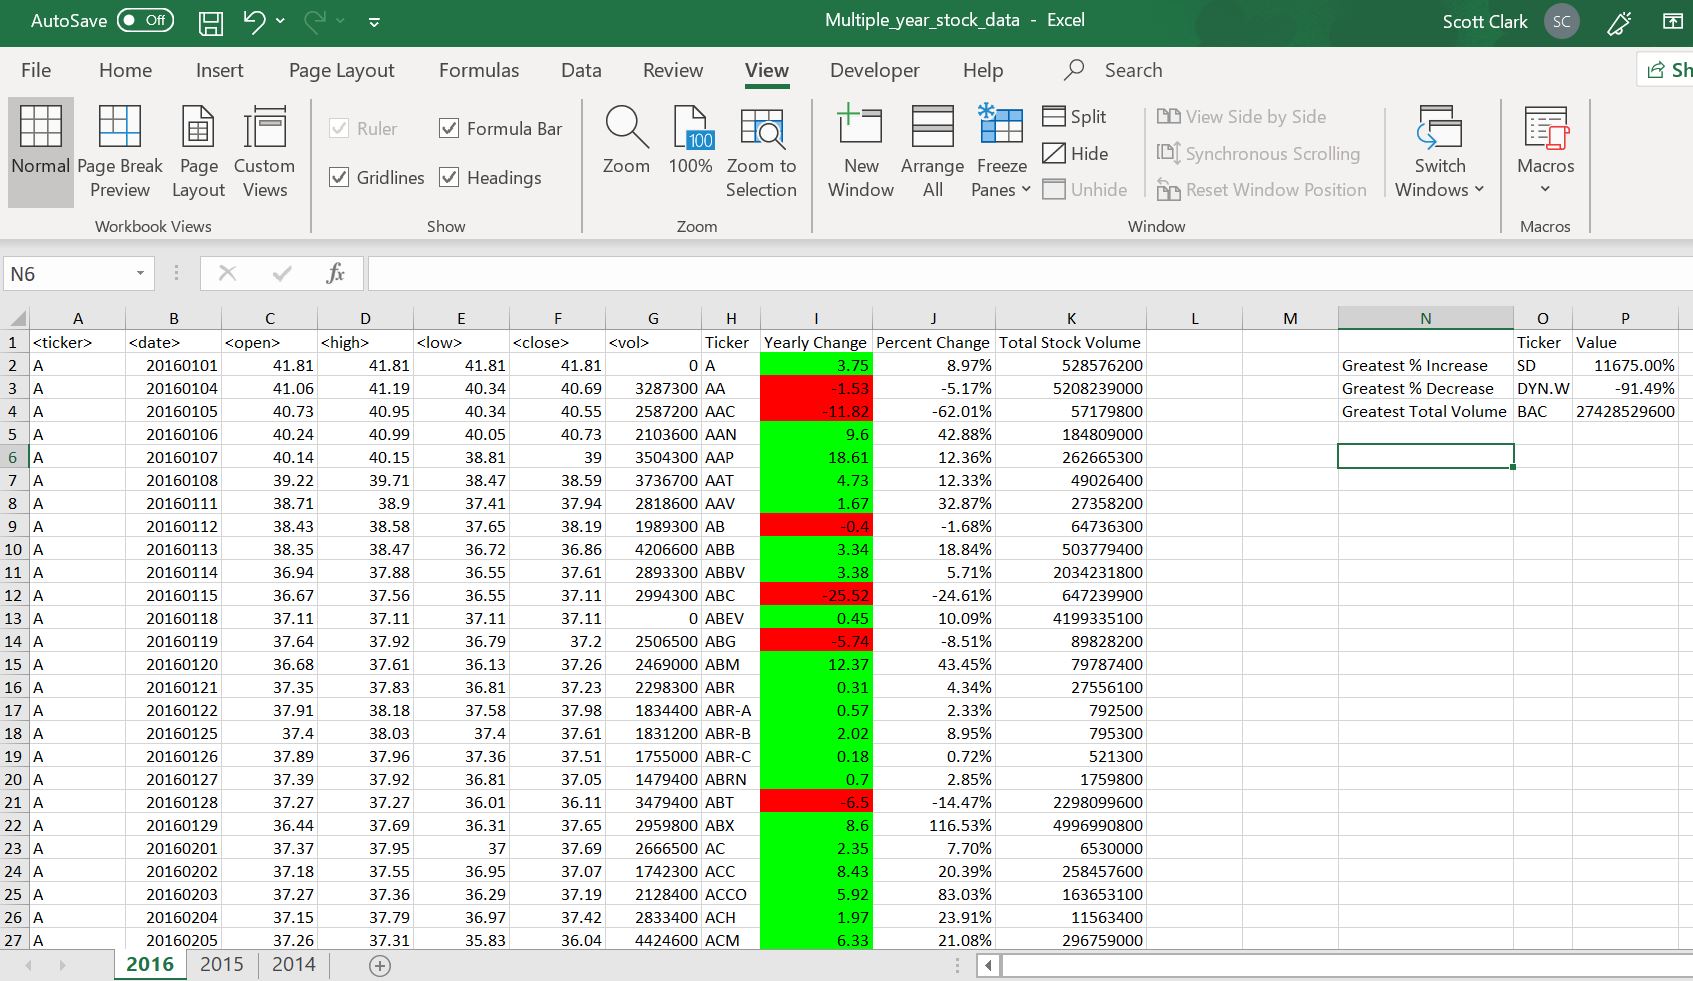 AutoSave Off Multiple_year_stock_data - Excel Scott Clark SC
File Home Insert Page Layout Formulas Data Review View Developer Help Search Sh
Normal Page Break Preview Page Layout Custom Views
Workbook Views
Ruler Formula Bar
Gridlines Headings
Show
Zoom 100 100% Zoom to Selection
Zoom
New Window Arrange All Freeze Panes
Split
Hide
Unhide
View Side by Side
Synchronous Scrolling
Reset Window Position
Switch Windows
Window
Macros
Macros
N6 fx
A B C D E F G H I J K L M N O P
1 <ticker> <date> <open> <high> <low> <close> <vol> Ticker Yearly Change Percent Change Total Stock Volume Ticker Value
2 A 20160101 41.81 41.81 41.81 41.81 0 A 3.75 8.97% 528576200 Greatest % Increase SD 11675.00%
3 A 20160104 41.06 41.19 40.34 40.69 3287300 AA -1.53 -5.17% 5208239000 Greatest % Decrease DYN.W -91.49%
4 A 20160105 40.73 40.95 40.34 40.55 2587200 AAC -11.82 -62.01% 57179800 Greatest Total Volume BAC 27428529600
5 A 20160106 40.24 40.99 40.05 40.73 2103600 AAN 9.6 42.88% 184809000
6 A 20160107 40.14 40.15 38.81 39 3504300 AAP 18.61 12.36% 262665300
7 A 20160108 39.22 39.71 38.47 38.59 3736700 AAT 4.73 12.33% 49026400
8 A 20160111 38.71 38.9 37.41 37.94 2818600 AAV 1.67 32.87% 27358200
9 A 20160112 38.43 38.58 37.65 38.19 1989300 AB -0.4 -1.68% 64736300
10 A 20160113 38.35 38.47 36.72 36.86 4206600 ABB 3.34 18.84% 503779400
11 A 20160114 36.94 37.88 36.55 37.61 2893300 ABBV 3.38 5.71% 2034231800
12 A 20160115 36.67 37.56 36.55 37.11 2994300 ABC -25.52 -24.61% 647239900
13 A 20160118 37.11 37.11 37.11 37.11 0 ABEV 0.45 10.09% 4199335100
14 A 20160119 37.64 37.92 36.79 37.2 2506500 ABG -5.74 -8.51% 89828200
15 A 20160120 36.68 37.61 36.13 37.26 2469000 ABM 12.37 43.45% 79787400
16 A 20160121 37.35 37.83 36.81 37.23 2298300 ABR 0.31 4.34% 27556100
17 A 20160122 37.91 38.18 37.58 37.98 1834400 ABR-A 0.57 2.33% 792500
18 A 20160125 37.4 38.03 37.4 37.61 1831200 ABR-B 2.02 8.95% 795300
19 A 20160126 37.89 37.96 37.36 37.51 1755000 ABR-C 0.18 0.72% 521300
20 A 20160127 37.39 37.92 36.81 37.05 1479400 ABRN 0.7 2.85% 1759800
21 A 20160128 37.27 37.27 36.01 36.11 3479400 ABT -6.5 -14.47% 2298099600
22 A 20160129 36.44 37.69 36.31 37.65 2959800 ABX 8.6 116.53% 4996990800
23 A 20160201 37.37 37.95 37 37.69 2666500 AC 2.35 7.70% 6530000
24 A 20160202 37.18 37.55 36.95 37.07 1742300 ACC 8.43 20.39% 258457600
25 A 20160203 37.27 37.36 36.29 37.19 2128400 ACCO 5.92 83.03% 163653100
26 A 20160204 37.15 37.79 36.97 37.42 2833400 ACH 1.97 23.91% 11563400
27 A 20160205 37.26 37.31 35.83 36.04 4424600 ACM 6.33 21.08% 296759000
2016 2015 2014